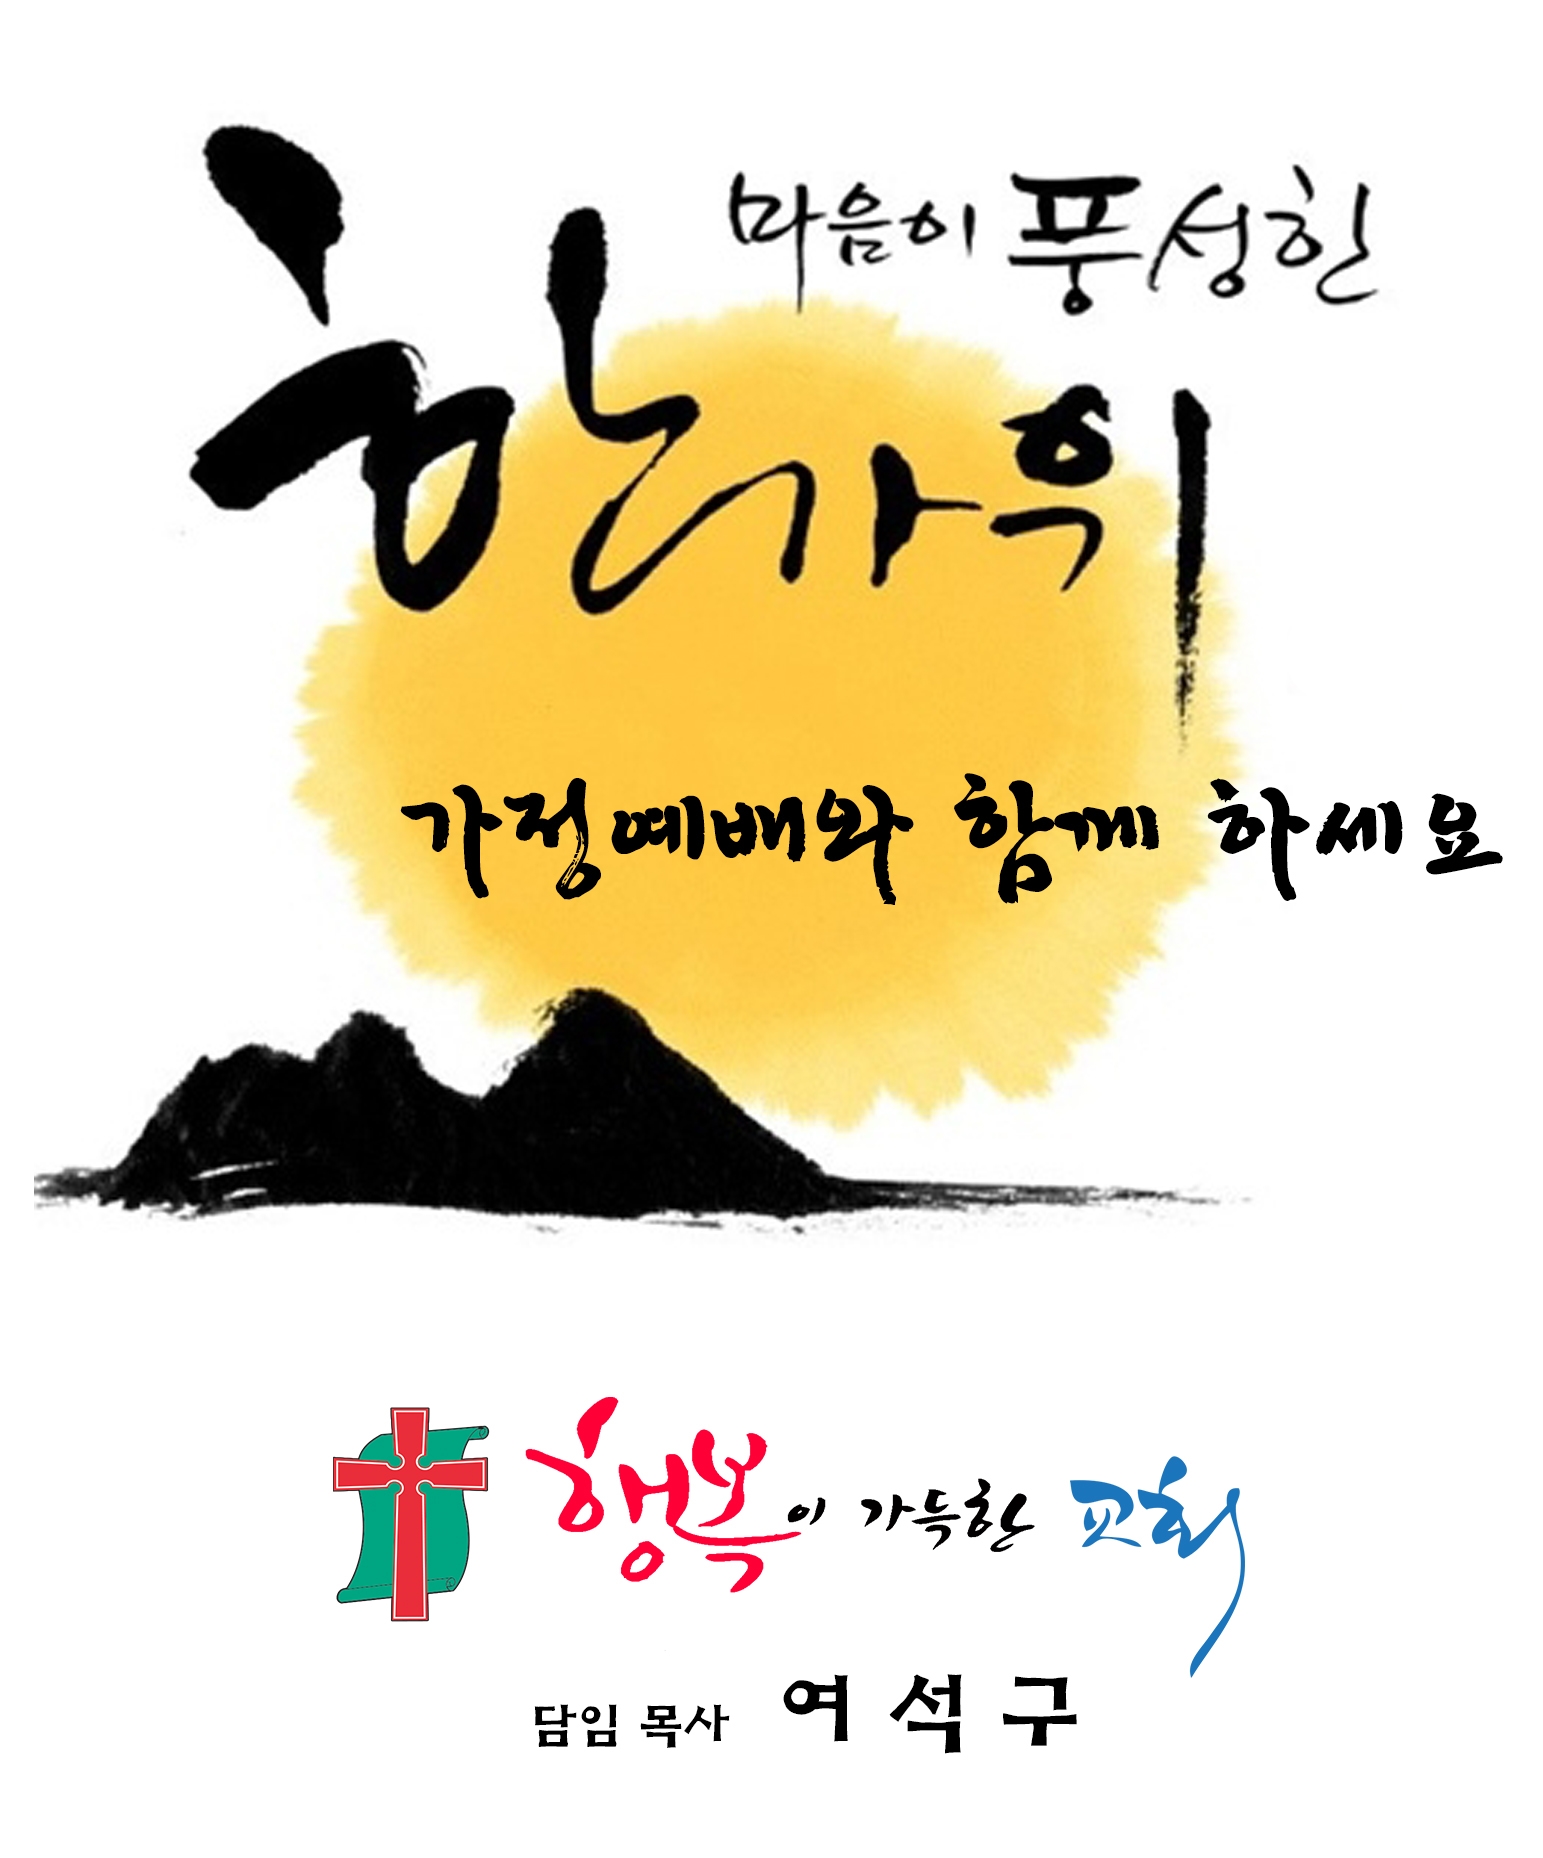 마음이 풍성한
한가위
가정예배와 함께 하세요
행복이 가득한 교회
담임 목사 여석구